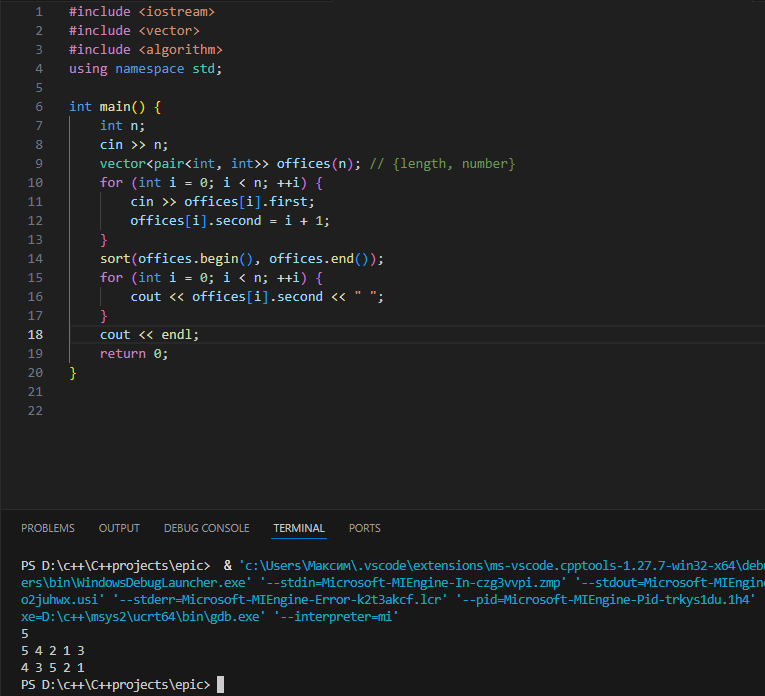 1 #include <iostream>
2 #include <vector>
3 #include <algorithm>
4 using namespace std;
5
6 int main() {
7     int n;
8     cin >> n;
9     vector<pair<int, int>> offices(n); // {length, number}
10     for (int i = 0; i < n; ++i) {
11         cin >> offices[i].first;
12         offices[i].second = i + 1;
13     }
14     sort(offices.begin(), offices.end());
15     for (int i = 0; i < n; ++i) {
16         cout << offices[i].second << " ";
17     }
18     cout << endl;
19     return 0;
20 }
21
22
PROBLEMS OUTPUT DEBUG CONSOLE TERMINAL PORTS
PS D:\c++\C++projects\epic>  & 'c:\Users\Максим\.vscode\extensions\ms-vscode.cpptools-1.27.7-win32-x64\debu
ers\bin\WindowsDebugLauncher.exe' '--stdin=Microsoft-MIEngine-In-czg3vvpi.zmp' '--stdout=Microsoft-MIEngine
o2juhwx.usi' '--stderr=Microsoft-MIEngine-Error-k2t3akcf.lcr' '--pid=Microsoft-MIEngine-Pid-trkys1du.1h4'
xe=D:\c++\msys2\ucrt64\bin\gdb.exe' '--interpreter=mi'
5
5 4 2 1 3
4 3 5 2 1
PS D:\c++\C++projects\epic>